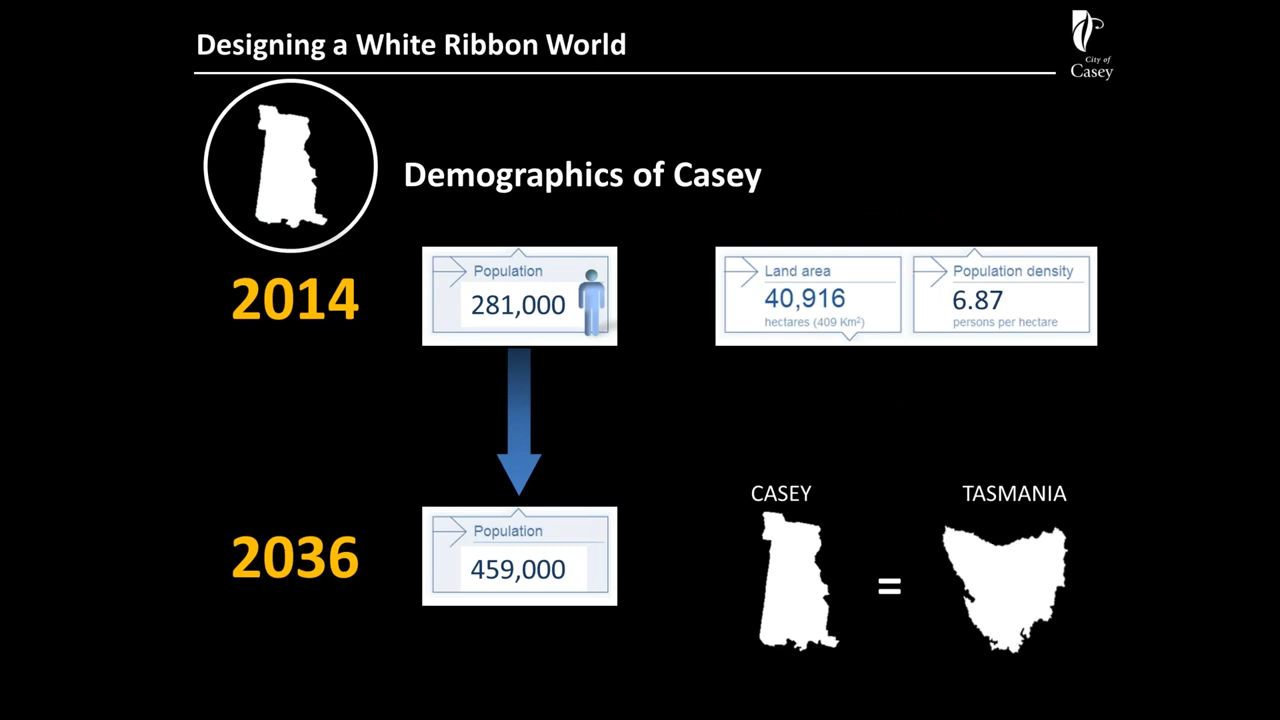 Designing a White Ribbon World
City of
Casey
Demographics of Casey
2014
Population
281,000
Land area
40,916
hectares (409 Km²)
Population density
6.87
persons per hectare
2036
Population
459,000
CASEY
=
TASMANIA